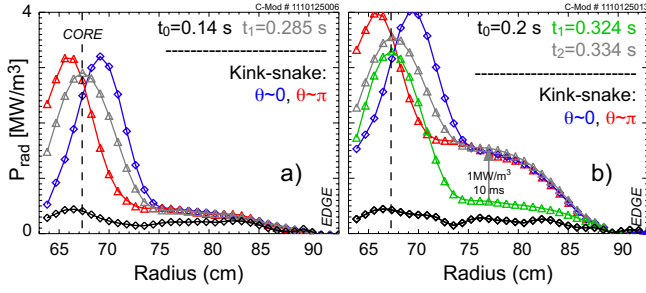 C-Mod # 1110125006
C-Mod # 1110125013
4
CORE
t₀=0.14 s t₁=0.285 s
Kink-snake:
θ~0, θ~π
a)
EDGE
Prad [MW/m3]
0
65 70 75 80 85 90
Radius (cm)
t₀=0.2 s t₁=0.324 s
t₂=0.334 s
Kink-snake:
θ~0, θ~π
1MW/m³
10 ms
b)
EDGE
65 70 75 80 85 90
Radius (cm)